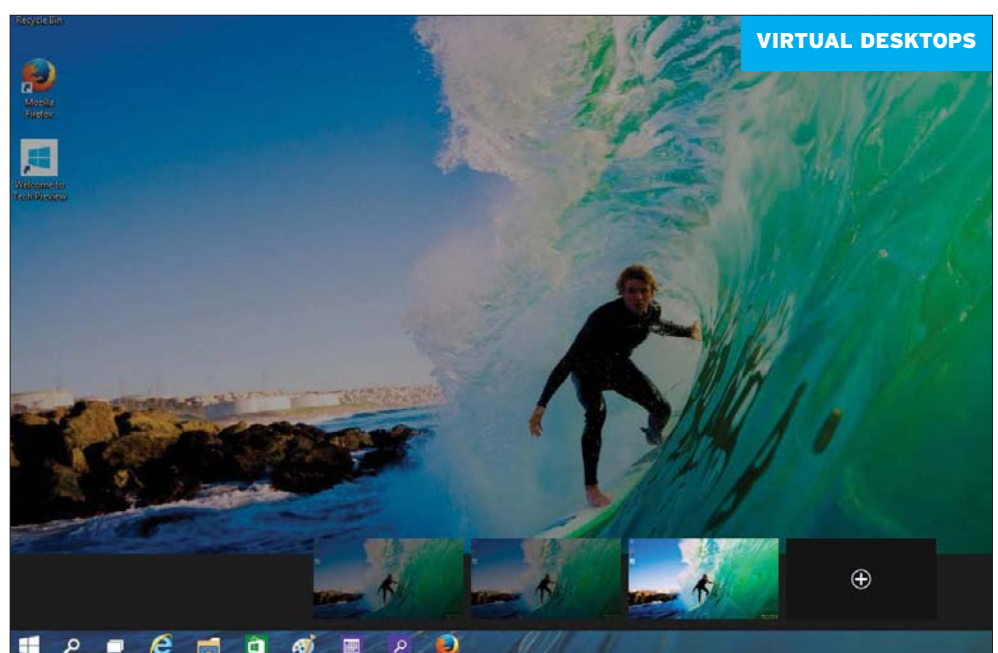 Recycle Bin
VIRTUAL DESKTOPS
Mozilla
Firefox
Welcome to
Tech Preview